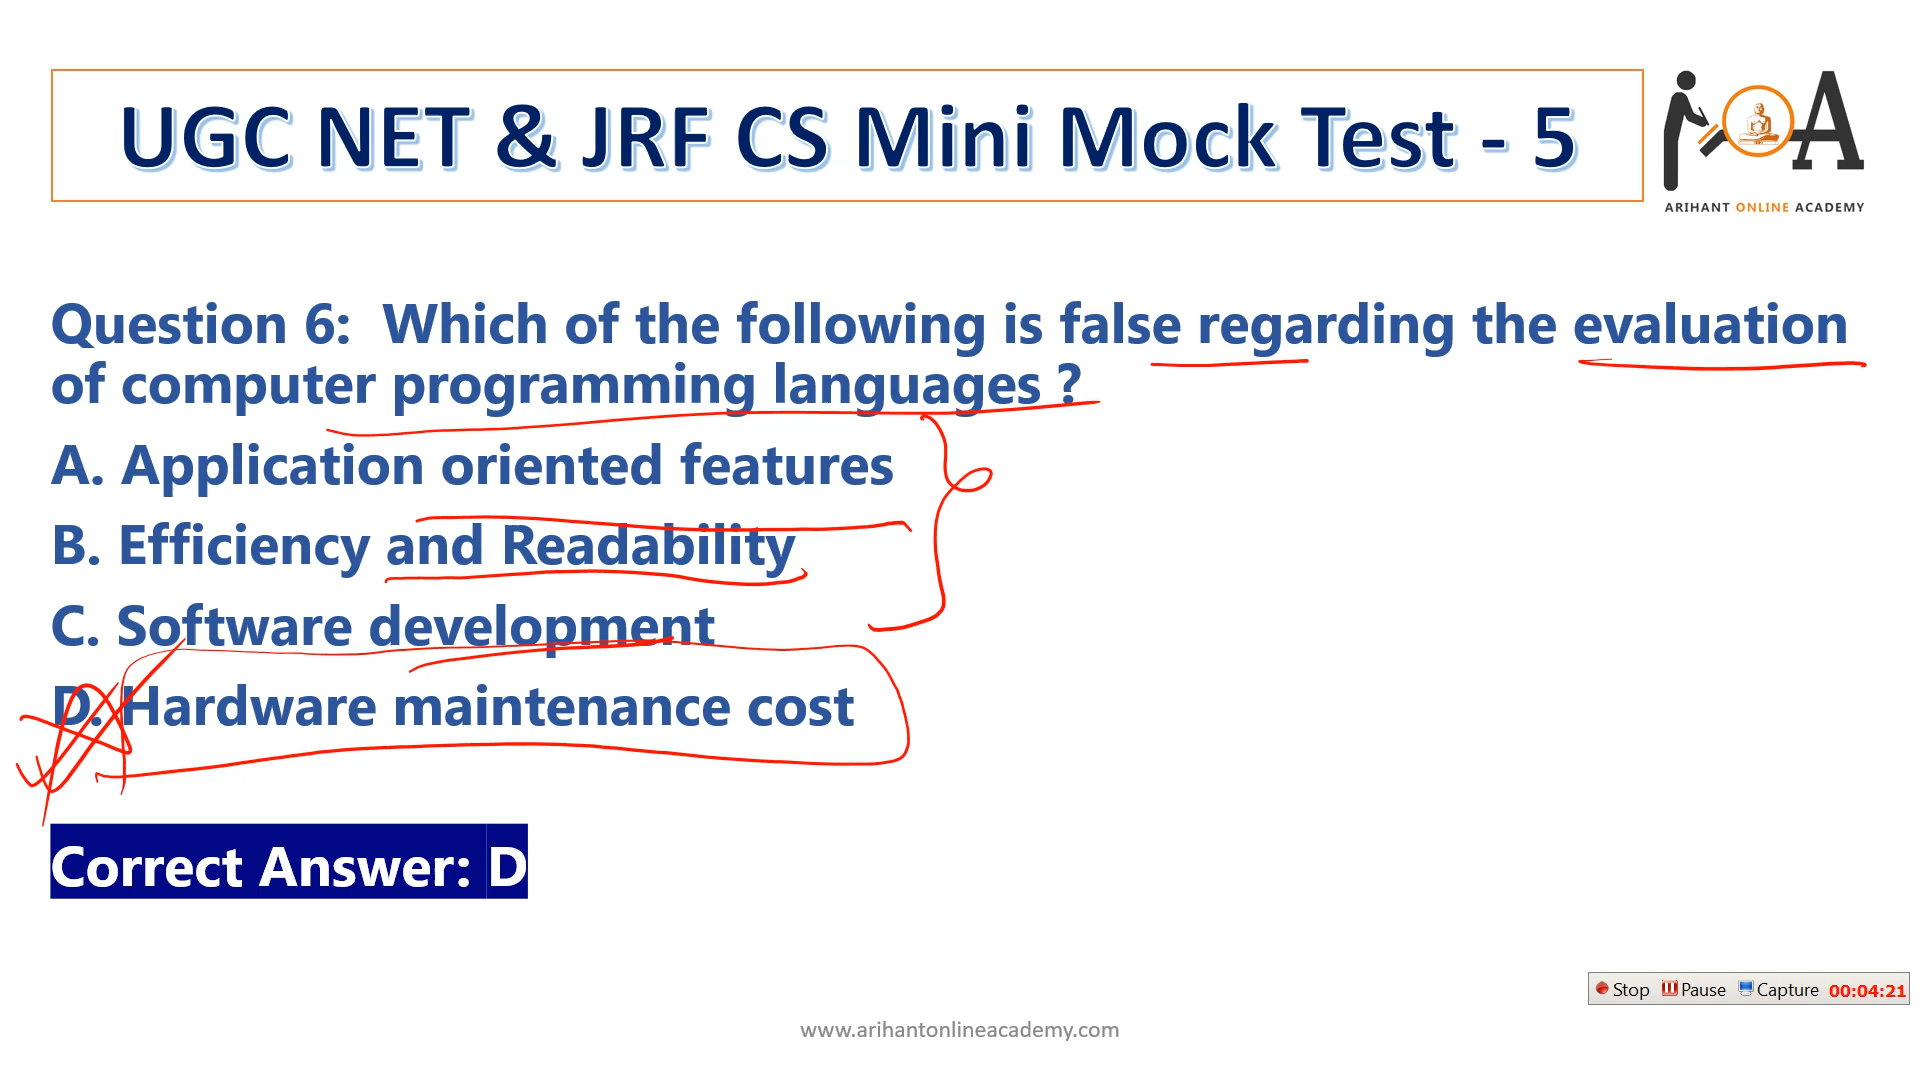 UGC NET & JRF CS Mini Mock Test - 5
ARIHANT ONLINE ACADEMY
Question 6: Which of the following is false regarding the evaluation
of computer programming languages ?
A. Application oriented features
B. Efficiency and Readability
C. Software development
D. Hardware maintenance cost
Correct Answer: D
Stop Pause Capture 00:04:21
www.arihantonlineacademy.com